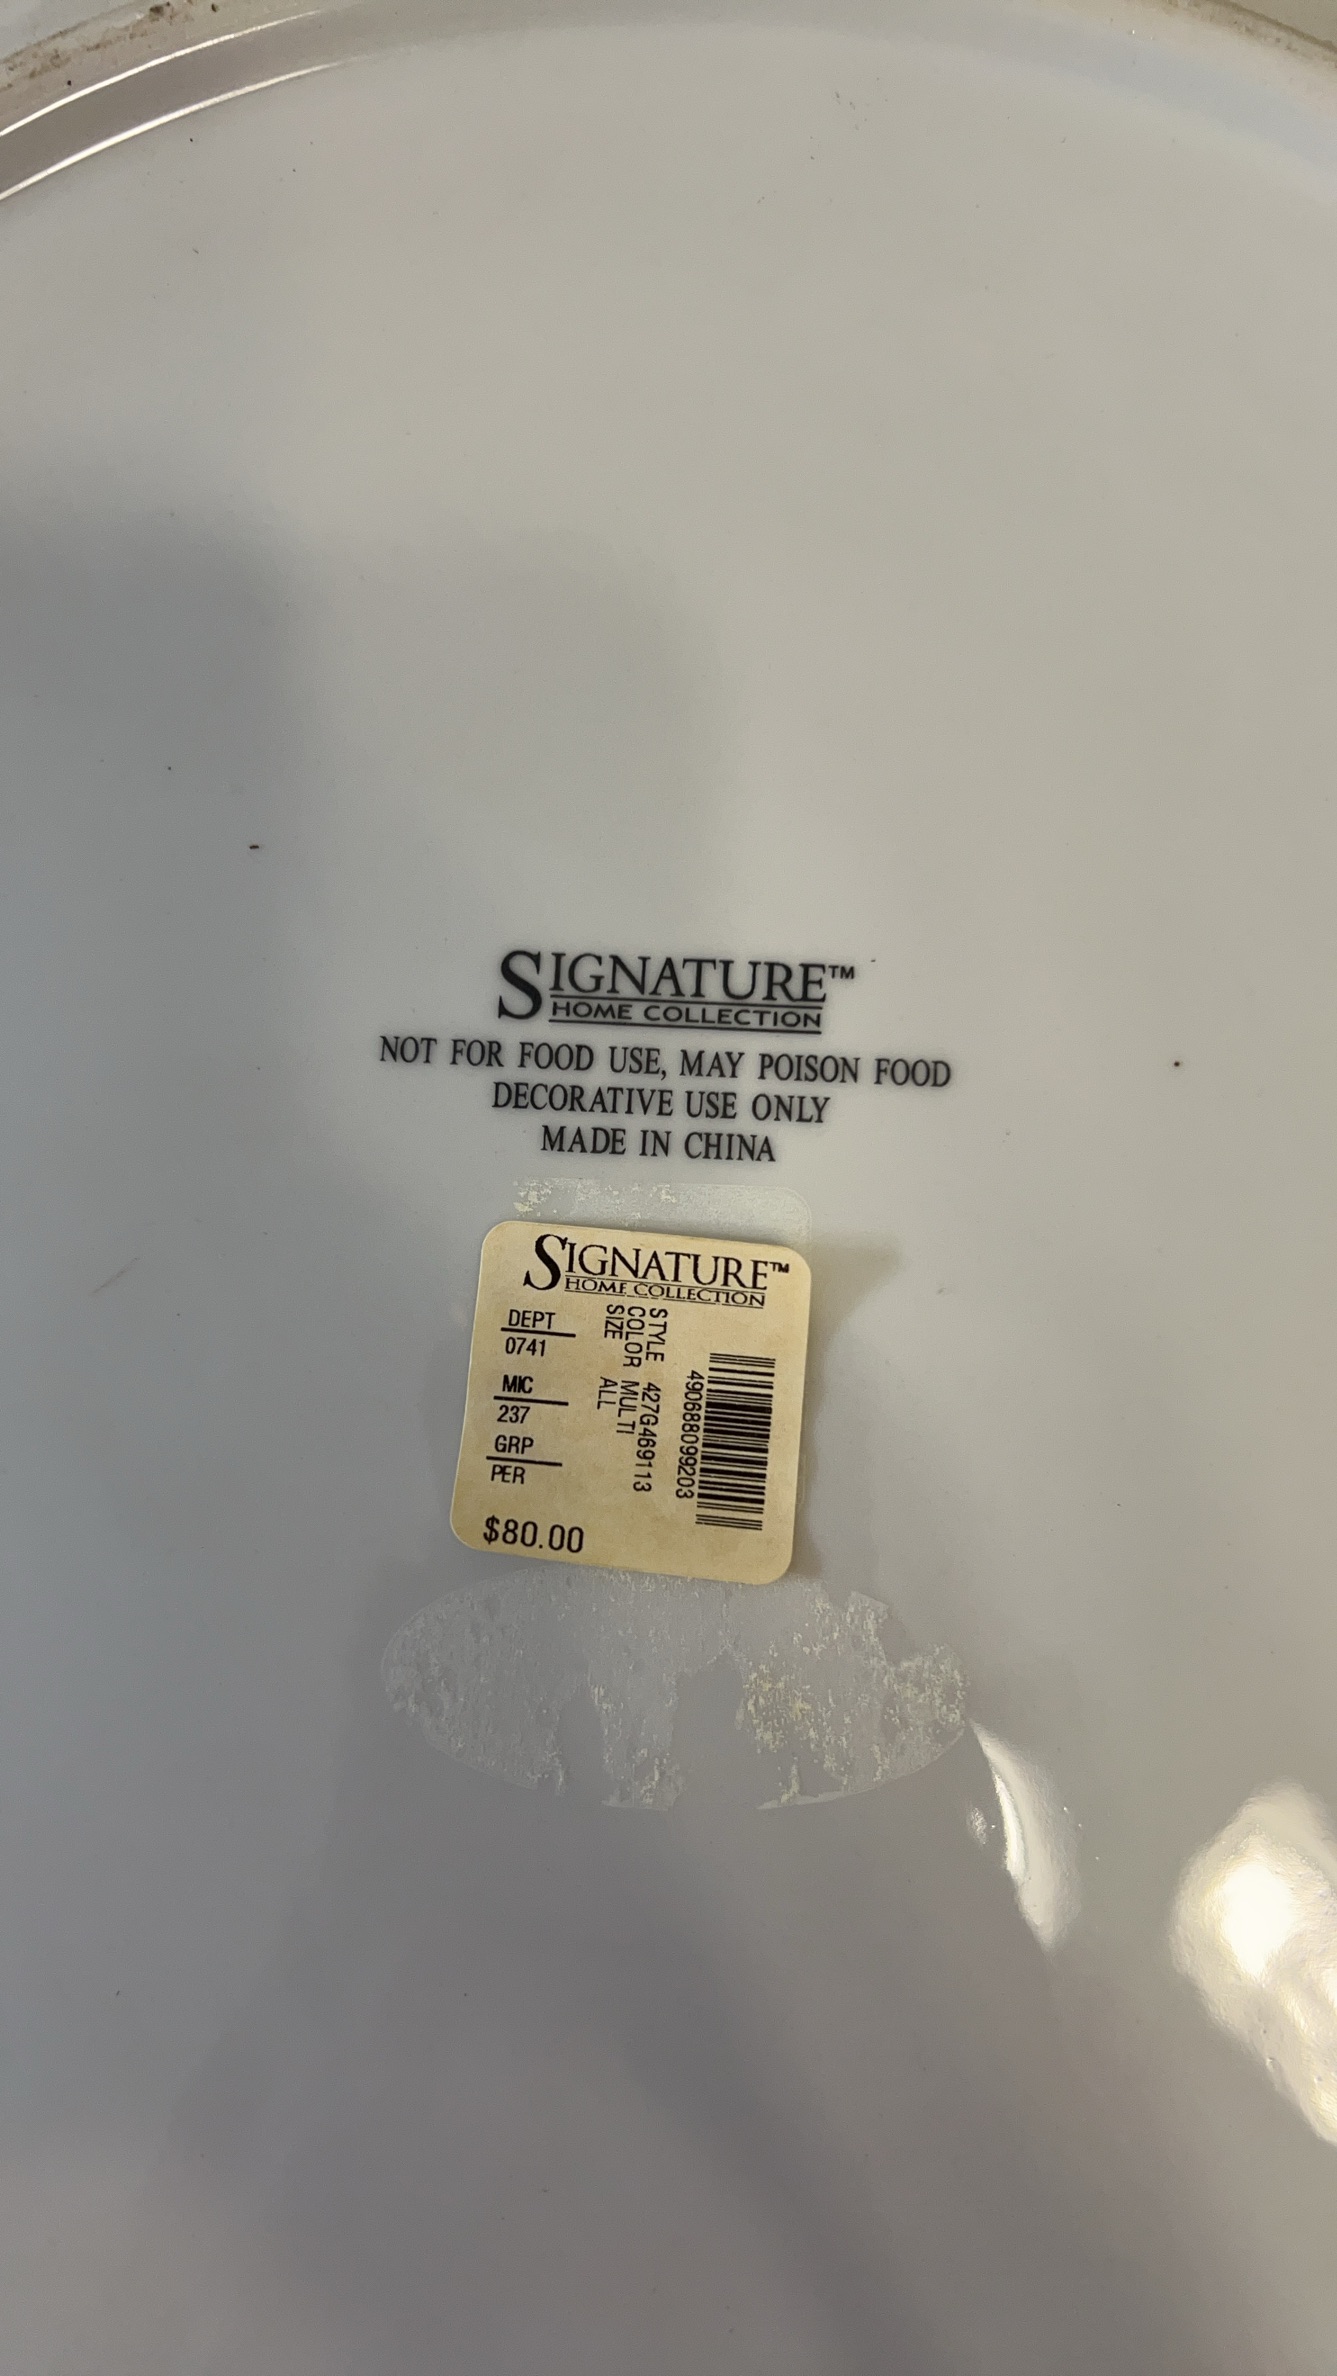 SIGNATURE™
HOME COLLECTION
NOT FOR FOOD USE, MAY POISON FOOD
DECORATIVE USE ONLY
MADE IN CHINA
SIGNATURE™
HOME COLLECTION
DEPT
0741
MIC
237
GRP
PER
$80.00
490688099203
STYLE 427G469113
COLOR MULTI
SIZE ALL